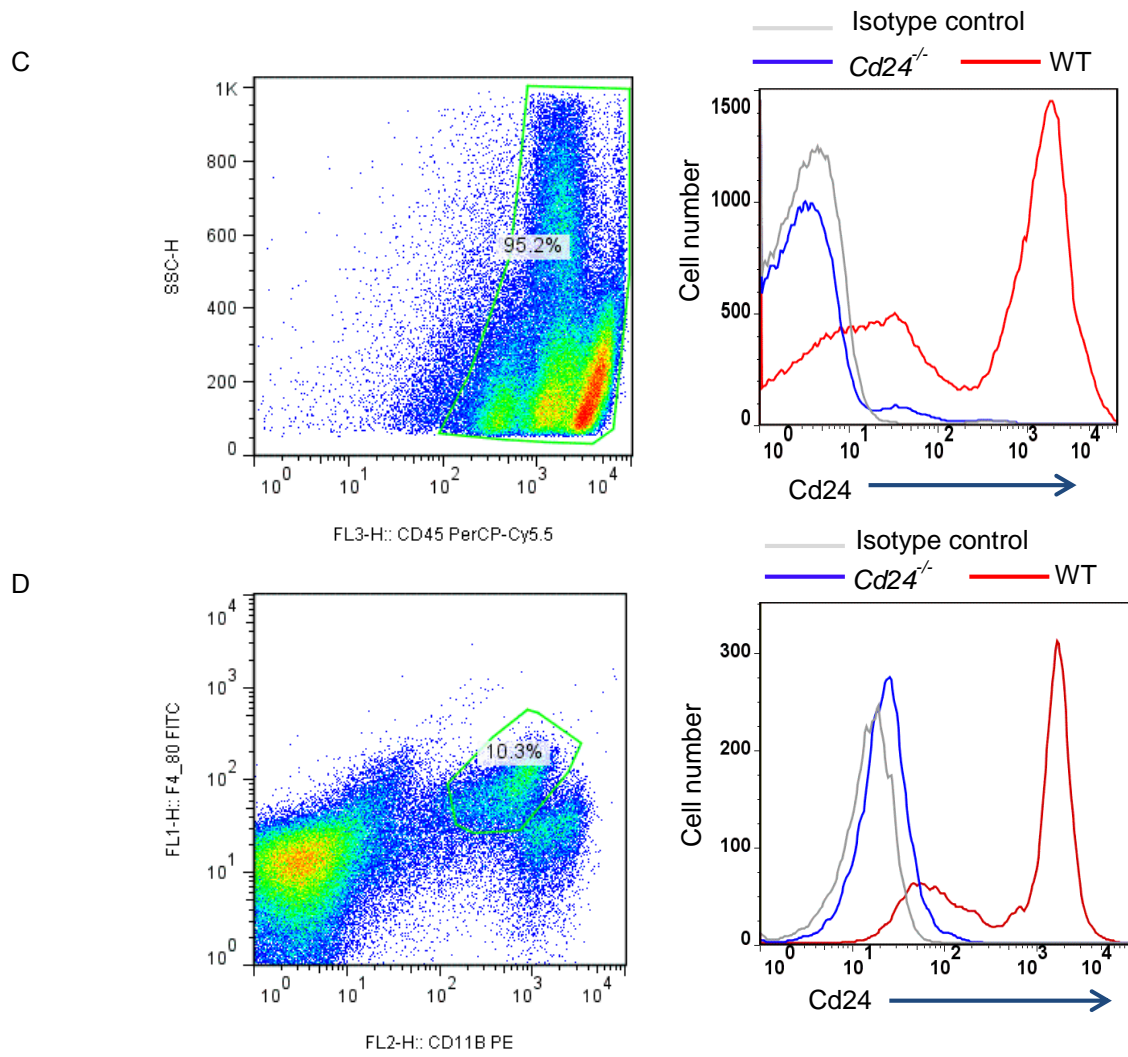 C
1K
800
600
400
200
0
SSC-H
95.2%
10^0 10^1 10^2 10^3 10^4
FL3-H:: CD45 PerCP-Cy5.5
Isotype control
Cd24^-/- WT
1500
1000
500
0
Cell number
10^0 10^1 10^2 10^3 10^4
Cd24
D
10^4
10^3
10^2
10^1
10^0
FL1-H:: F4_80 FITC
10.3%
10^0 10^1 10^2 10^3 10^4
FL2-H:: CD11B PE
Isotype control
Cd24^-/- WT
300
200
100
0
Cell number
10^0 10^1 10^2 10^3 10^4
Cd24